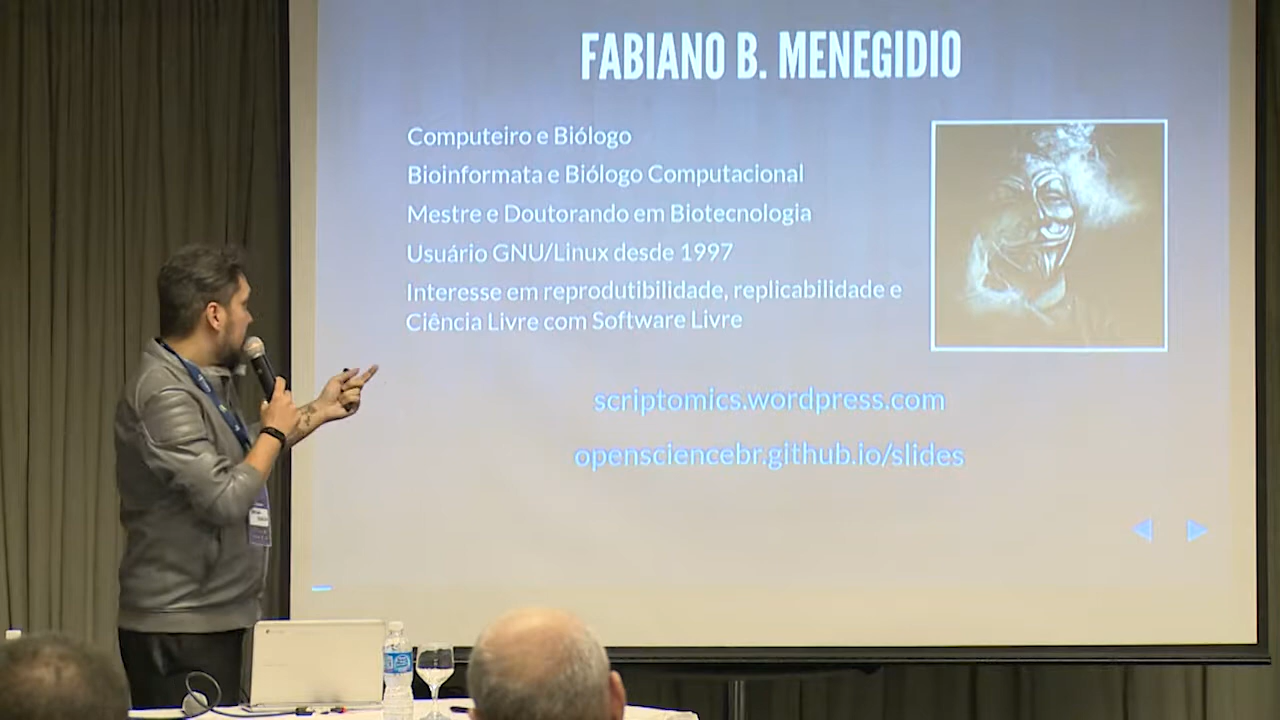 FABIANO B. MENEGIDIO
Computeiro e Biólogo
Bioinformata e Biólogo Computacional
Mestre e Doutorando em Biotecnologia
Usuário GNU/Linux desde 1997
Interesse em reprodutibilidade, replicabilidade e
Ciência Livre com Software Livre
scriptomics.wordpress.com
opensciencebr.github.io/slides